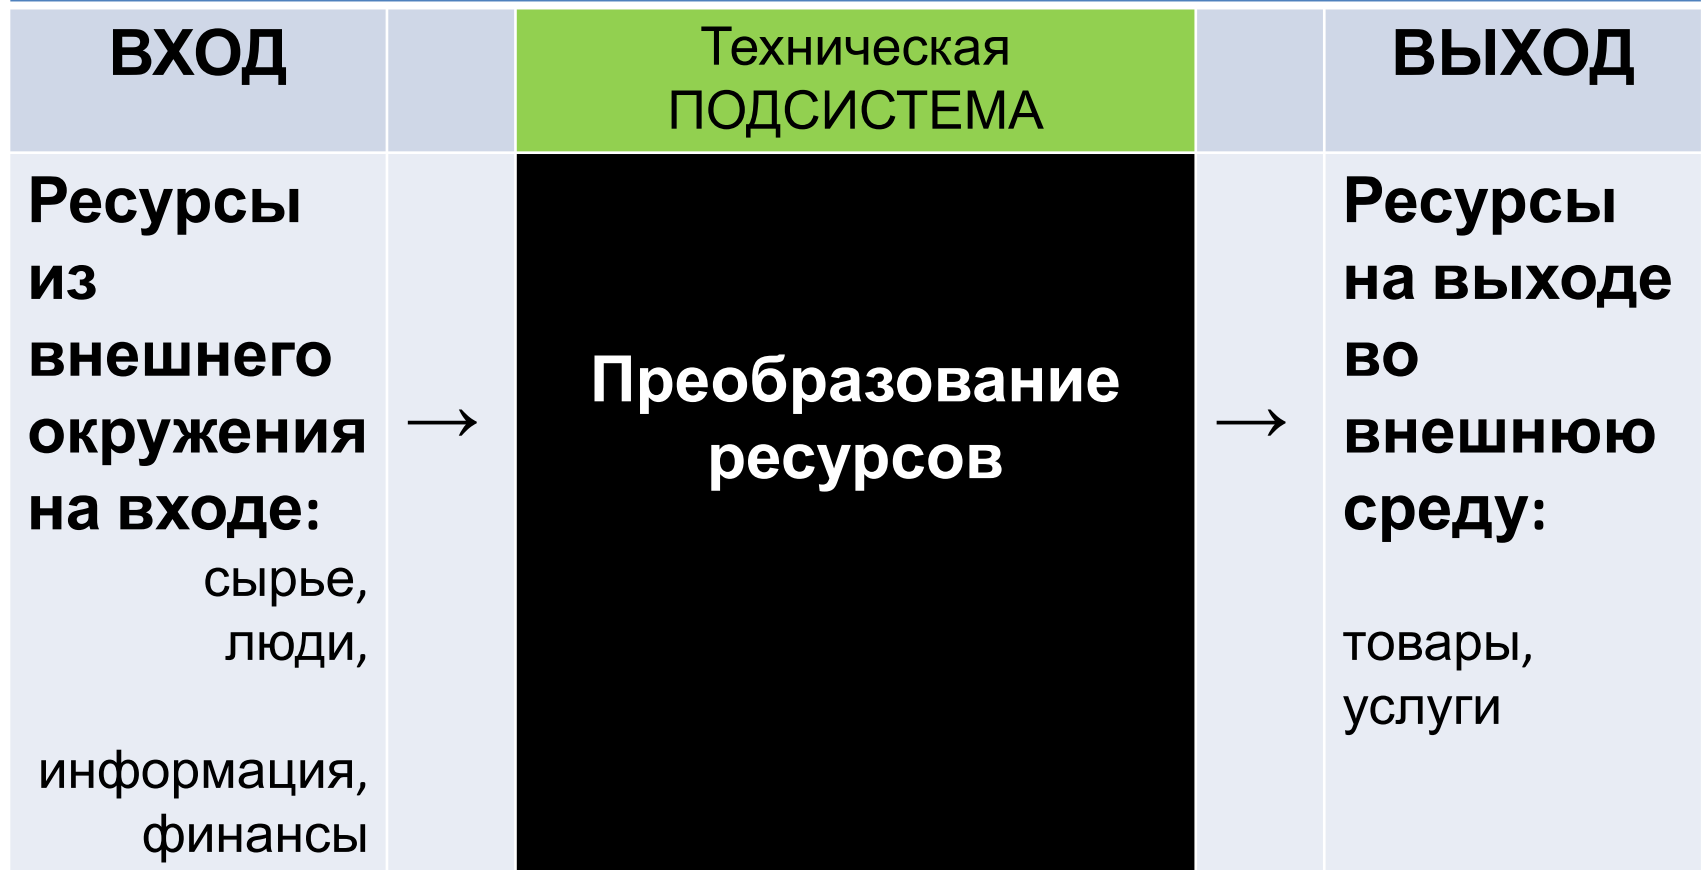 ВХОД
Техническая
ПОДСИСТЕМА
ВЫХОД
Ресурсы
из
внешнего
окружения
на входе:
сырье,
люди,
информация,
финансы
→
Преобразование
ресурсов
→
Ресурсы
на выходе
во
внешнюю
среду:
товары,
услуги